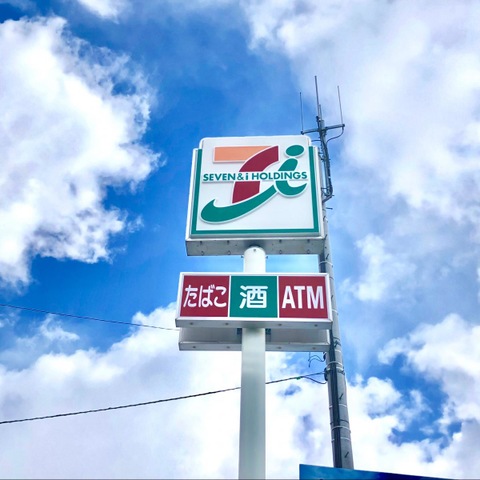 SEVEN & i HOLDINGS
たばこ 酒 ATM